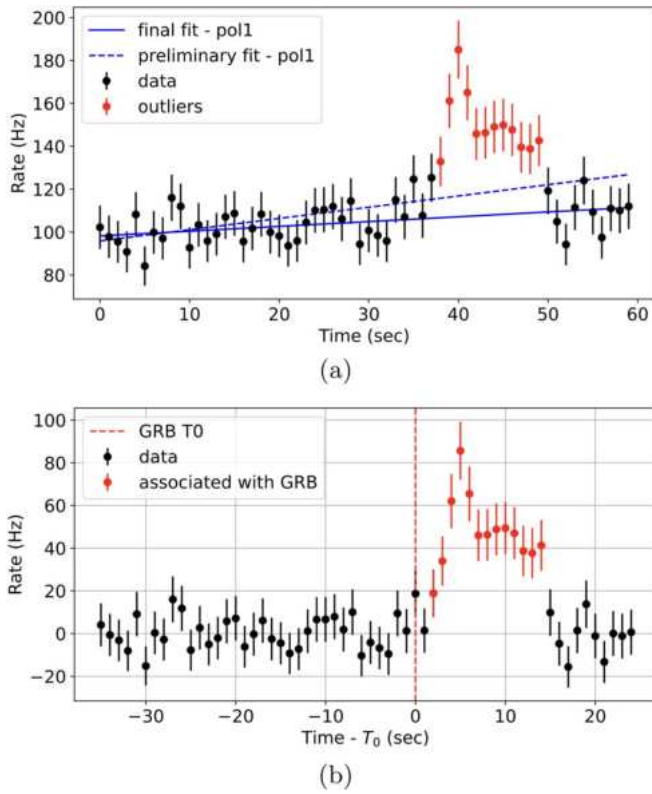 final fit - pol1
preliminary fit - pol1
data
outliers
200
180
160
140
120
100
80
Rate (Hz)
0 10 20 30 40 50 60
Time (sec)
(a)
GRB T0
data
associated with GRB
100
80
60
40
20
0
−20
Rate (Hz)
−30 −20 −10 0 10 20
Time - T₀ (sec)
(b)